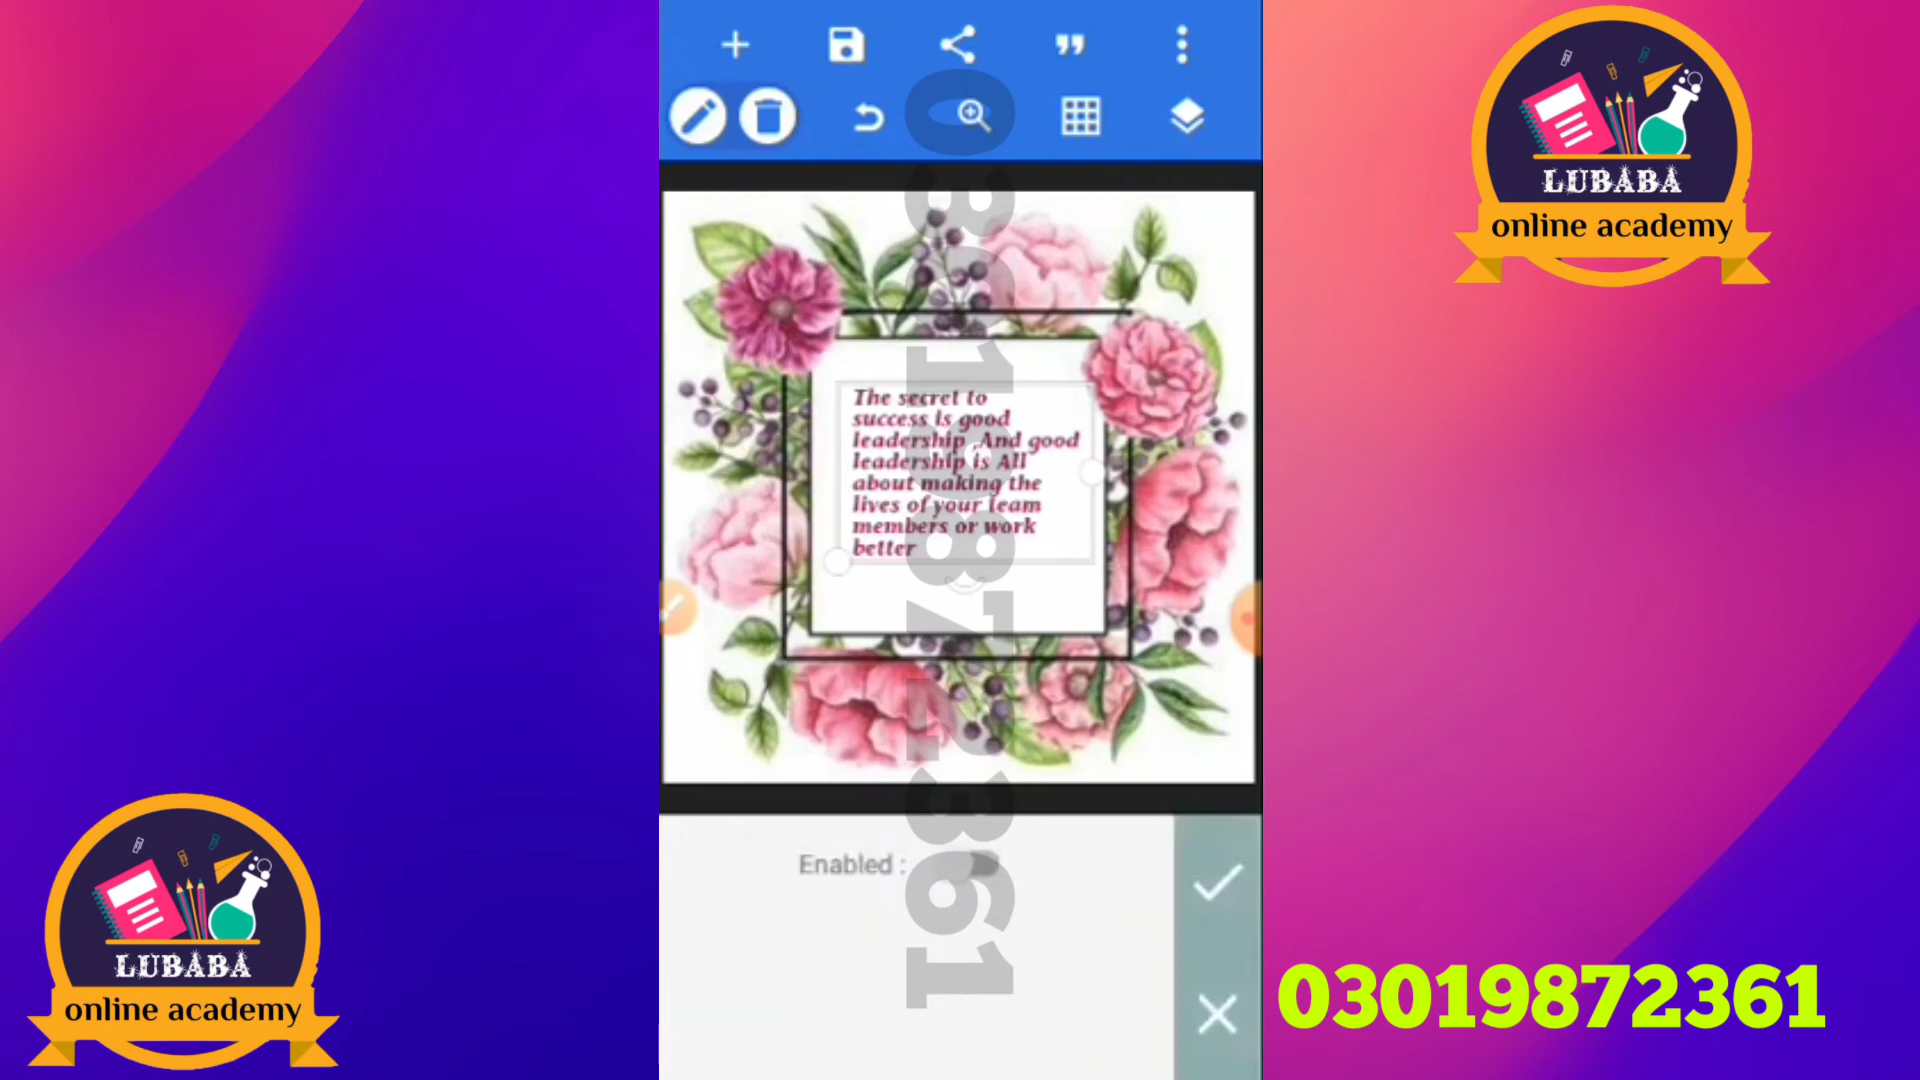 LUBABA
online academy
The secret to
success is good
leadership .And good
leadership is All
about making the
lives of your team
members or work
better
Enabled :
03019872361
LUBABA
online academy
03019872361